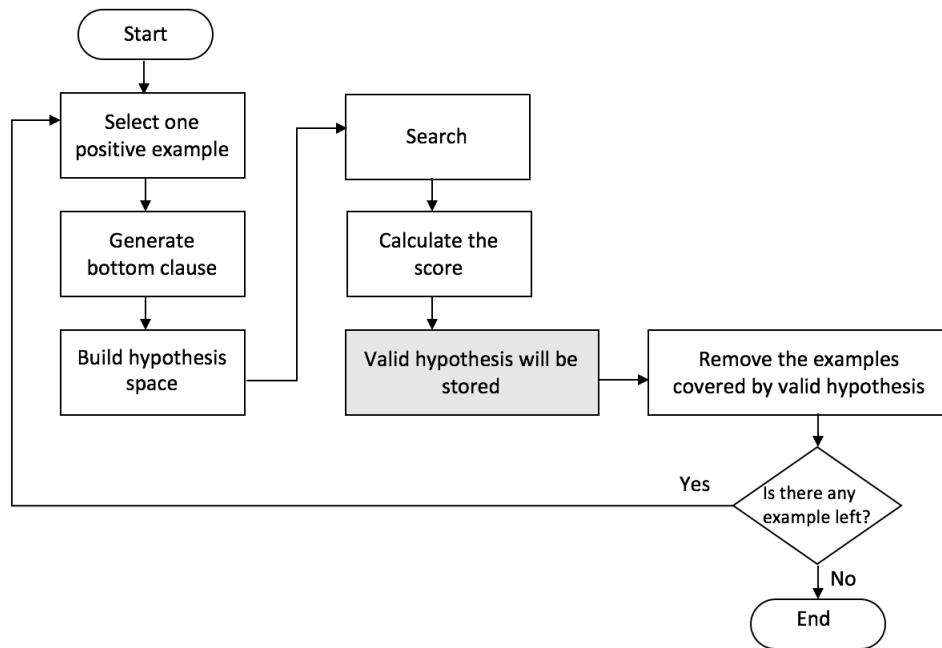 Start
Select one
positive example
Generate
bottom clause
Build hypothesis
space
Search
Calculate the
score
Valid hypothesis will be
stored
Remove the examples
covered by valid hypothesis
Is there any
example left?
Yes
No
End